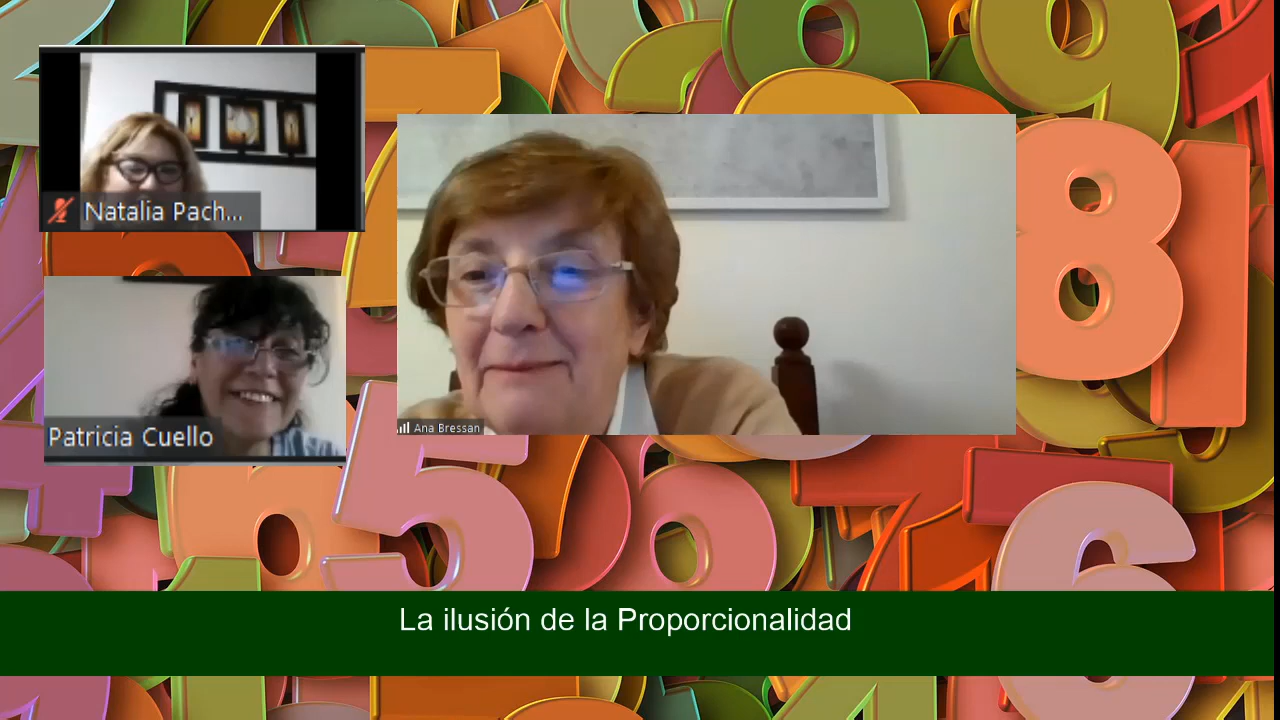 Natalia Pach...
Patricia Cuello
Ana Bressan
La ilusión de la Proporcionalidad